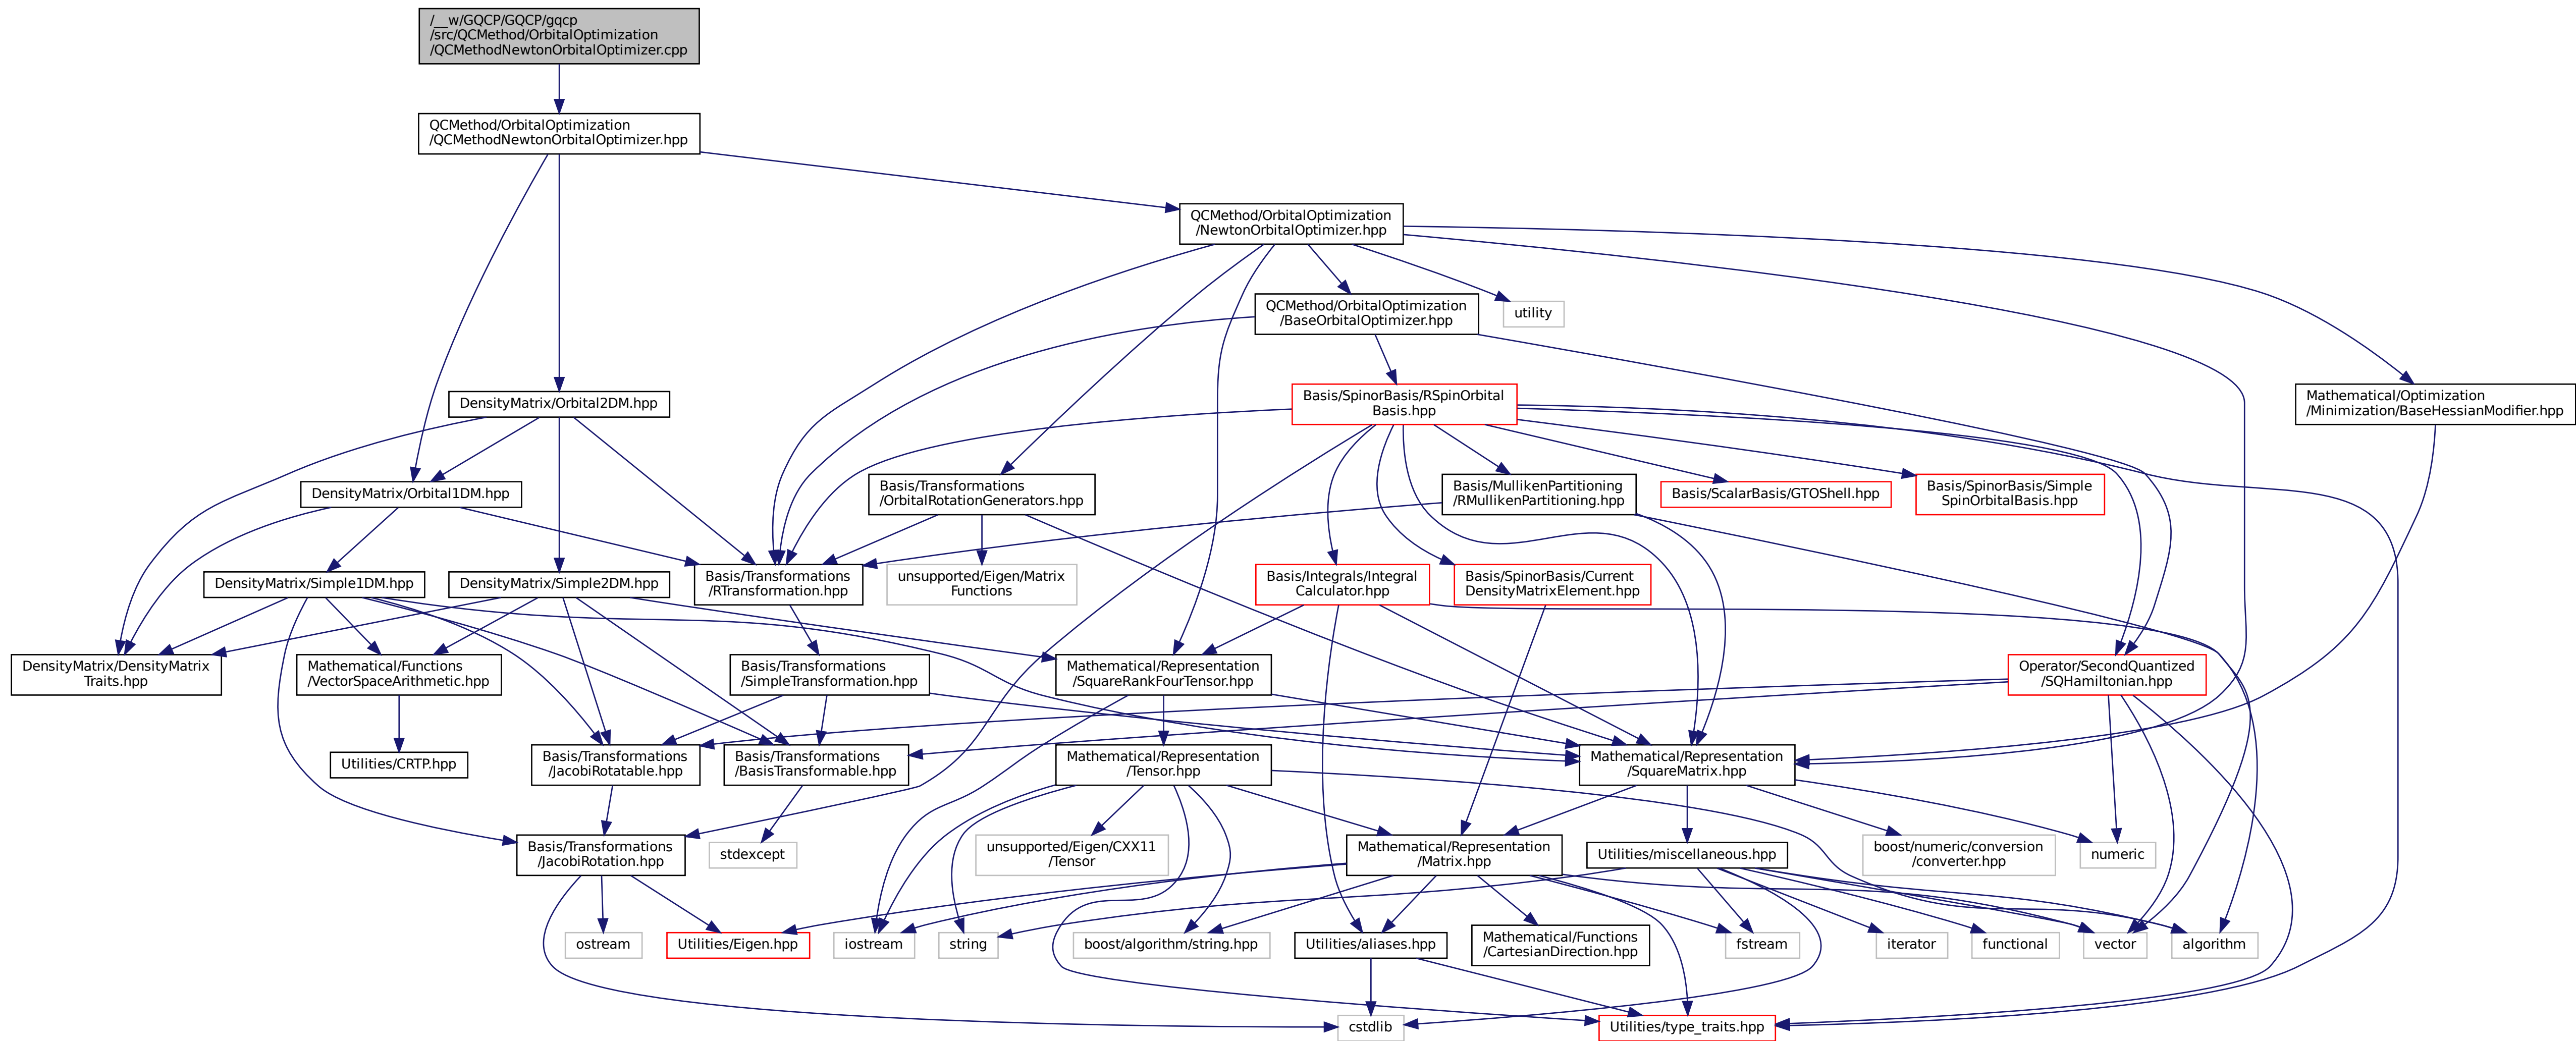 /__w/GQCP/GQCP/gqcp
/src/QCMethod/OrbitalOptimization
/QCMethodNewtonOrbitalOptimizer.cpp
QCMethod/OrbitalOptimization
/QCMethodNewtonOrbitalOptimizer.hpp
QCMethod/OrbitalOptimization
/NewtonOrbitalOptimizer.hpp
QCMethod/OrbitalOptimization
/BaseOrbitalOptimizer.hpp
utility
DensityMatrix/Orbital2DM.hpp
Basis/SpinorBasis/RSpinOrbital
Basis.hpp
Mathematical/Optimization
/Minimization/BaseHessianModifier.hpp
DensityMatrix/Orbital1DM.hpp
Basis/Transformations
/OrbitalRotationGenerators.hpp
Basis/MullikenPartitioning
/RMullikenPartitioning.hpp
Basis/ScalarBasis/GTOShell.hpp
Basis/SpinorBasis/Simple
SpinOrbitalBasis.hpp
DensityMatrix/Simple1DM.hpp
DensityMatrix/Simple2DM.hpp
Basis/Transformations
/RTransformation.hpp
unsupported/Eigen/Matrix
Functions
Basis/Integrals/Integral
Calculator.hpp
Basis/SpinorBasis/Current
DensityMatrixElement.hpp
DensityMatrix/DensityMatrix
Traits.hpp
Mathematical/Functions
/VectorSpaceArithmetic.hpp
Basis/Transformations
/SimpleTransformation.hpp
Mathematical/Representation
/SquareRankFourTensor.hpp
Operator/SecondQuantized
/SQHamiltonian.hpp
Utilities/CRTP.hpp
Basis/Transformations
/JacobiRotatable.hpp
Basis/Transformations
/BasisTransformable.hpp
Mathematical/Representation
/Tensor.hpp
Mathematical/Representation
/SquareMatrix.hpp
Basis/Transformations
/JacobiRotation.hpp
stdexcept
unsupported/Eigen/CXX11
/Tensor
Mathematical/Representation
/Matrix.hpp
Utilities/miscellaneous.hpp
boost/numeric/conversion
/converter.hpp
numeric
ostream
Utilities/Eigen.hpp
iostream
string
boost/algorithm/string.hpp
Utilities/aliases.hpp
Mathematical/Functions
/CartesianDirection.hpp
fstream
iterator
functional
vector
algorithm
cstdlib
Utilities/type_traits.hpp